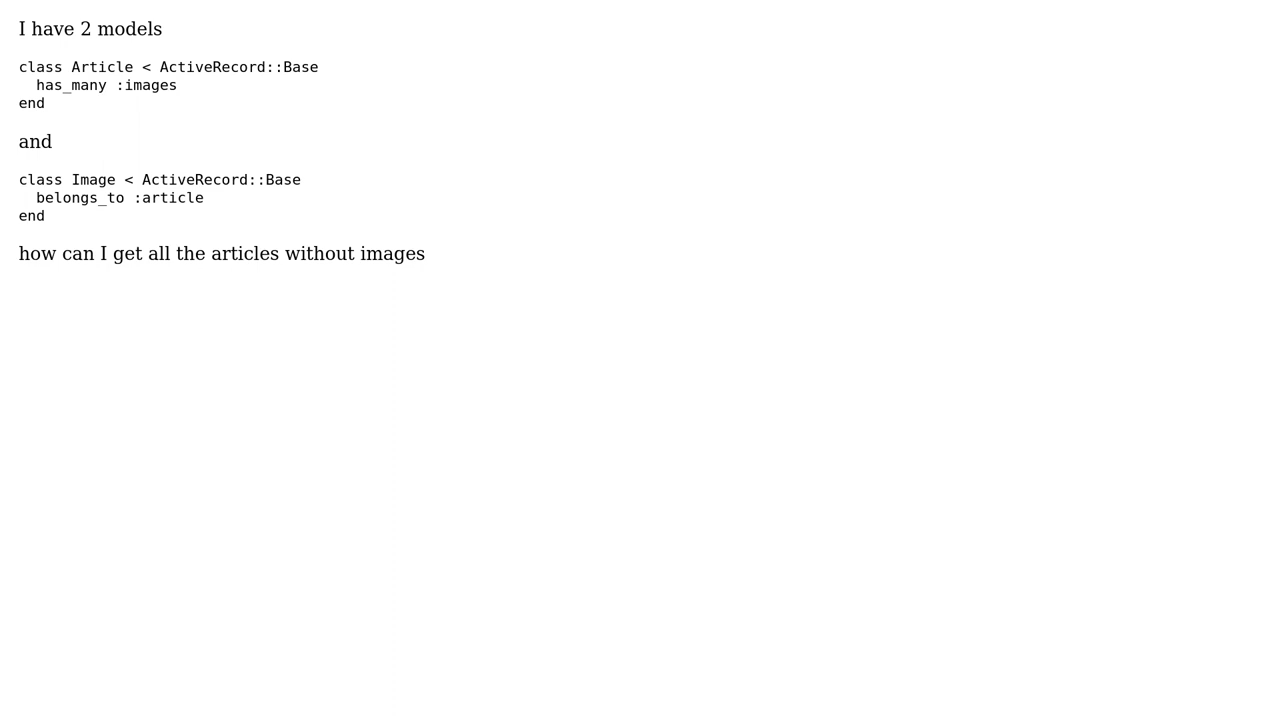 I have 2 models
class Article < ActiveRecord::Base
  has_many :images
end
and
class Image < ActiveRecord::Base
  belongs_to :article
end
how can I get all the articles without images